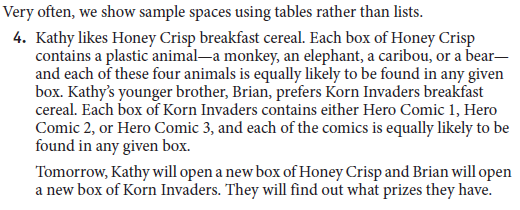 Very often, we show sample spaces using tables rather than lists.
4. Kathy likes Honey Crisp breakfast cereal. Each box of Honey Crisp
contains a plastic animal—a monkey, an elephant, a caribou, or a bear—
and each of these four animals is equally likely to be found in any given
box. Kathy's younger brother, Brian, prefers Korn Invaders breakfast
cereal. Each box of Korn Invaders contains either Hero Comic 1, Hero
Comic 2, or Hero Comic 3, and each of the comics is equally likely to be
found in any given box.
Tomorrow, Kathy will open a new box of Honey Crisp and Brian will open
a new box of Korn Invaders. They will find out what prizes they have.